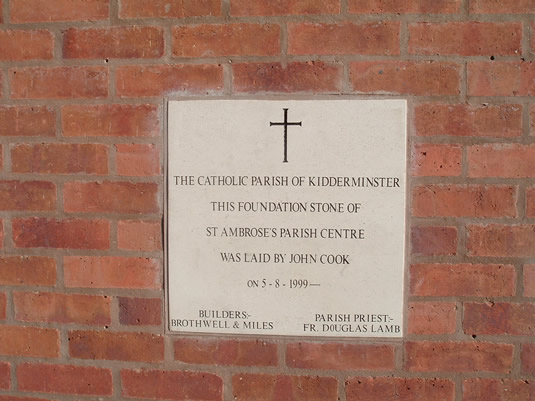 THE CATHOLIC PARISH OF KIDDERMINSTER
THIS FOUNDATION STONE OF
ST AMBROSE'S PARISH CENTRE
WAS LAID BY JOHN COOK
ON 5 - 8 - 1999 —
BUILDERS:-
BROTHWELL & MILES
PARISH PRIEST:-
FR. DOUGLAS LAMB